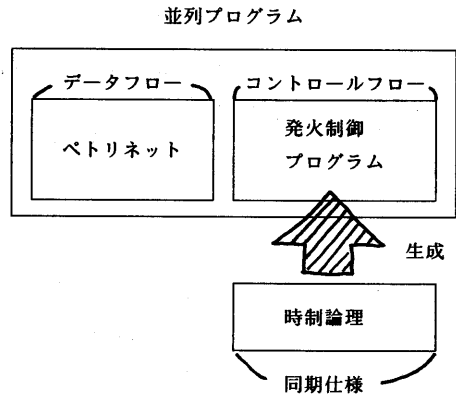 並列プログラム
データフロー
コントロールフロー
ペトリネット
発火制御
プログラム
生成
時制論理
同期仕様